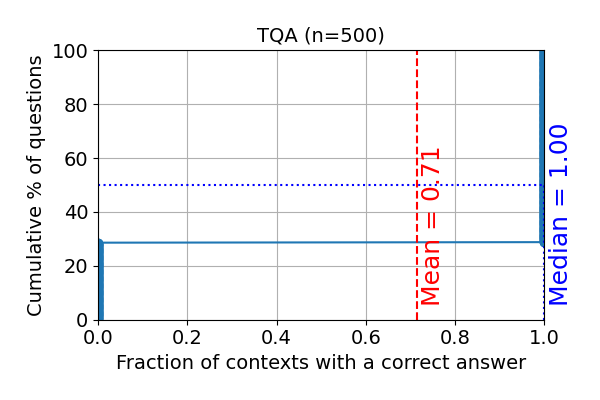 TQA (n=500)
Cumulative % of questions
100
80
60
40
20
0
Mean = 0.71
Median = 1.00
0.0 0.2 0.4 0.6 0.8 1.0
Fraction of contexts with a correct answer